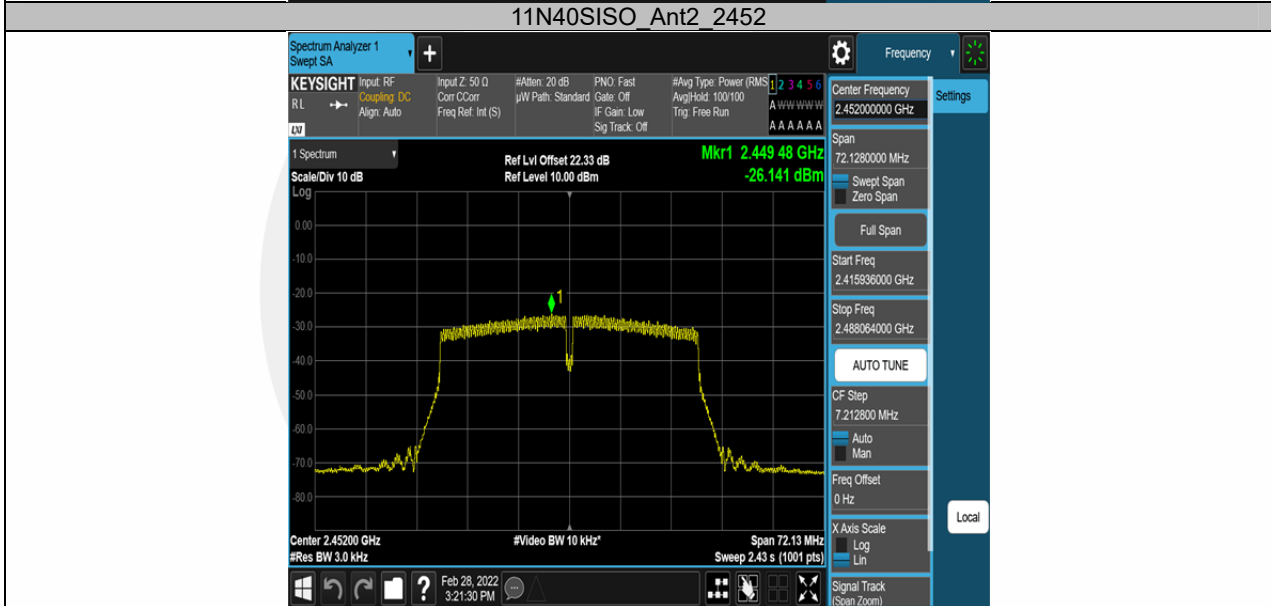 11N40SISO_Ant2_2452
Spectrum Analyzer 1
Swept SA
Frequency
KEYSIGHT
RL
LXI
Input: RF
Coupling: DC
Align: Auto
Input Z: 50 Ω
Corr CCorr
Freq Ref: Int (S)
#Atten: 20 dB
µW Path: Standard
PNO: Fast
Gate: Off
IF Gain: Low
Sig Track: Off
#Avg Type: Power (RMS
Avg|Hold: 100/100
Trig: Free Run
1 2 3 4 5 6
A W W W W W
A A A A A A
1 Spectrum
Scale/Div 10 dB
Log
Ref Lvl Offset 22.33 dB
Ref Level 10.00 dBm
Mkr1 2.449 48 GHz
-26.141 dBm
0.00
-10.0
-20.0
-30.0
-40.0
-50.0
-60.0
-70.0
-80.0
1
Center 2.45200 GHz
#Res BW 3.0 kHz
#Video BW 10 kHz*
Span 72.13 MHz
Sweep 2.43 s (1001 pts)
?
Feb 28, 2022
3:21:30 PM
Center Frequency
2.452000000 GHz
Span
72.1280000 MHz
Swept Span
Zero Span
Full Span
Start Freq
2.415936000 GHz
Stop Freq
2.488064000 GHz
AUTO TUNE
CF Step
7.212800 MHz
Auto
Man
Freq Offset
0 Hz
X Axis Scale
Log
Lin
Signal Track
(Span Zoom)
Settings
Local